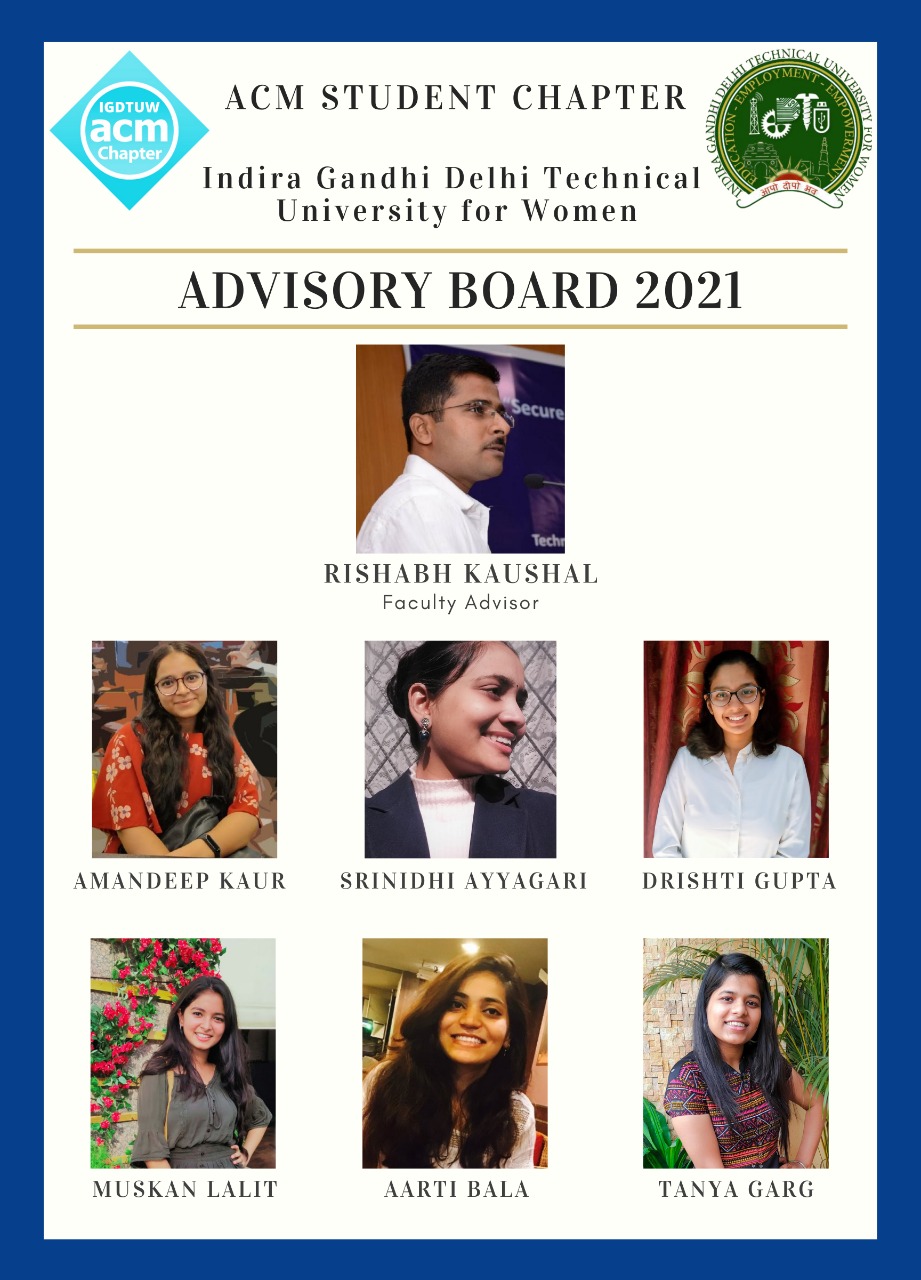 IGDTUW
acm
Chapter
ACM STUDENT CHAPTER
Indira Gandhi Delhi Technical
University for Women
INDIRA GANDHI DELHI TECHNICAL UNIVERSITY FOR WOMEN
EDUCATION - EMPLOYMENT - EMPOWERMENT
आपो दीपो भव
ADVISORY BOARD 2021
"Secure
Techn
RISHABH KAUSHAL
Faculty Advisor
AMANDEEP KAUR
SRINIDHI AYYAGARI
DRISHTI GUPTA
MUSKAN LALIT
AARTI BALA
TANYA GARG